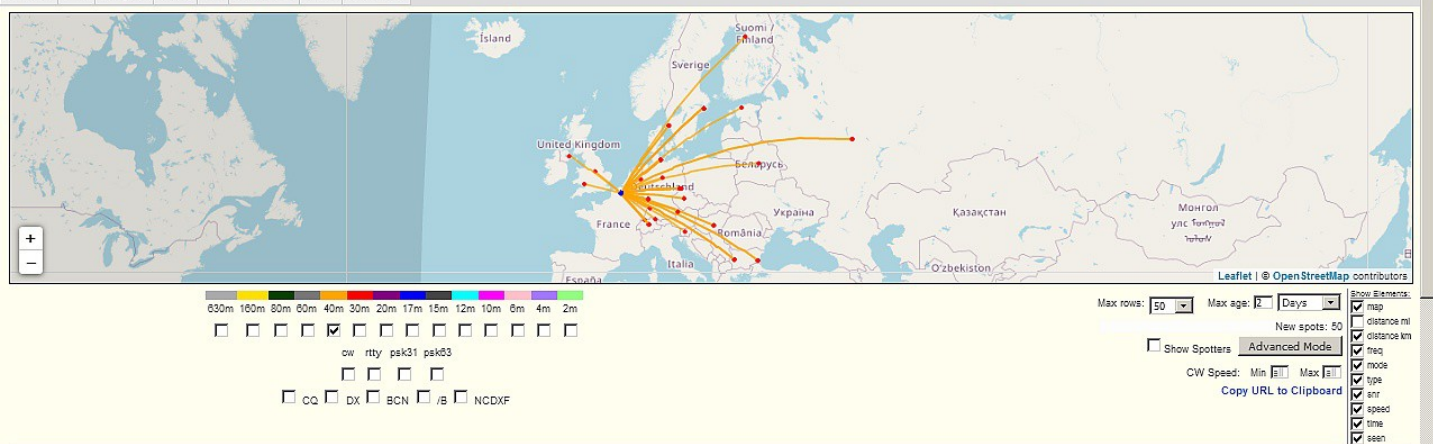 Ísland
Suomi /
Finland
Sverige
United Kingdom
Беларусь
Deutschland
Україна
Қазақстан
Монгол
улс
France
România
Italia
España
O'zbekiston
+
−
Leaflet | © OpenStreetMap contributors
630m 160m 80m 60m 40m 30m 20m 17m 15m 12m 10m 6m 4m 2m
cw rtty psk31 psk63
CQ DX BCN /B NCDXF
Max rows: 50 Max age: 2 Days
New spots: 50
Show Spotters Advanced Mode
CW Speed: Min all Max all
Copy URL to Clipboard
Show Elements:
map
distance mi
distance km
freq
mode
type
snr
speed
time
seen